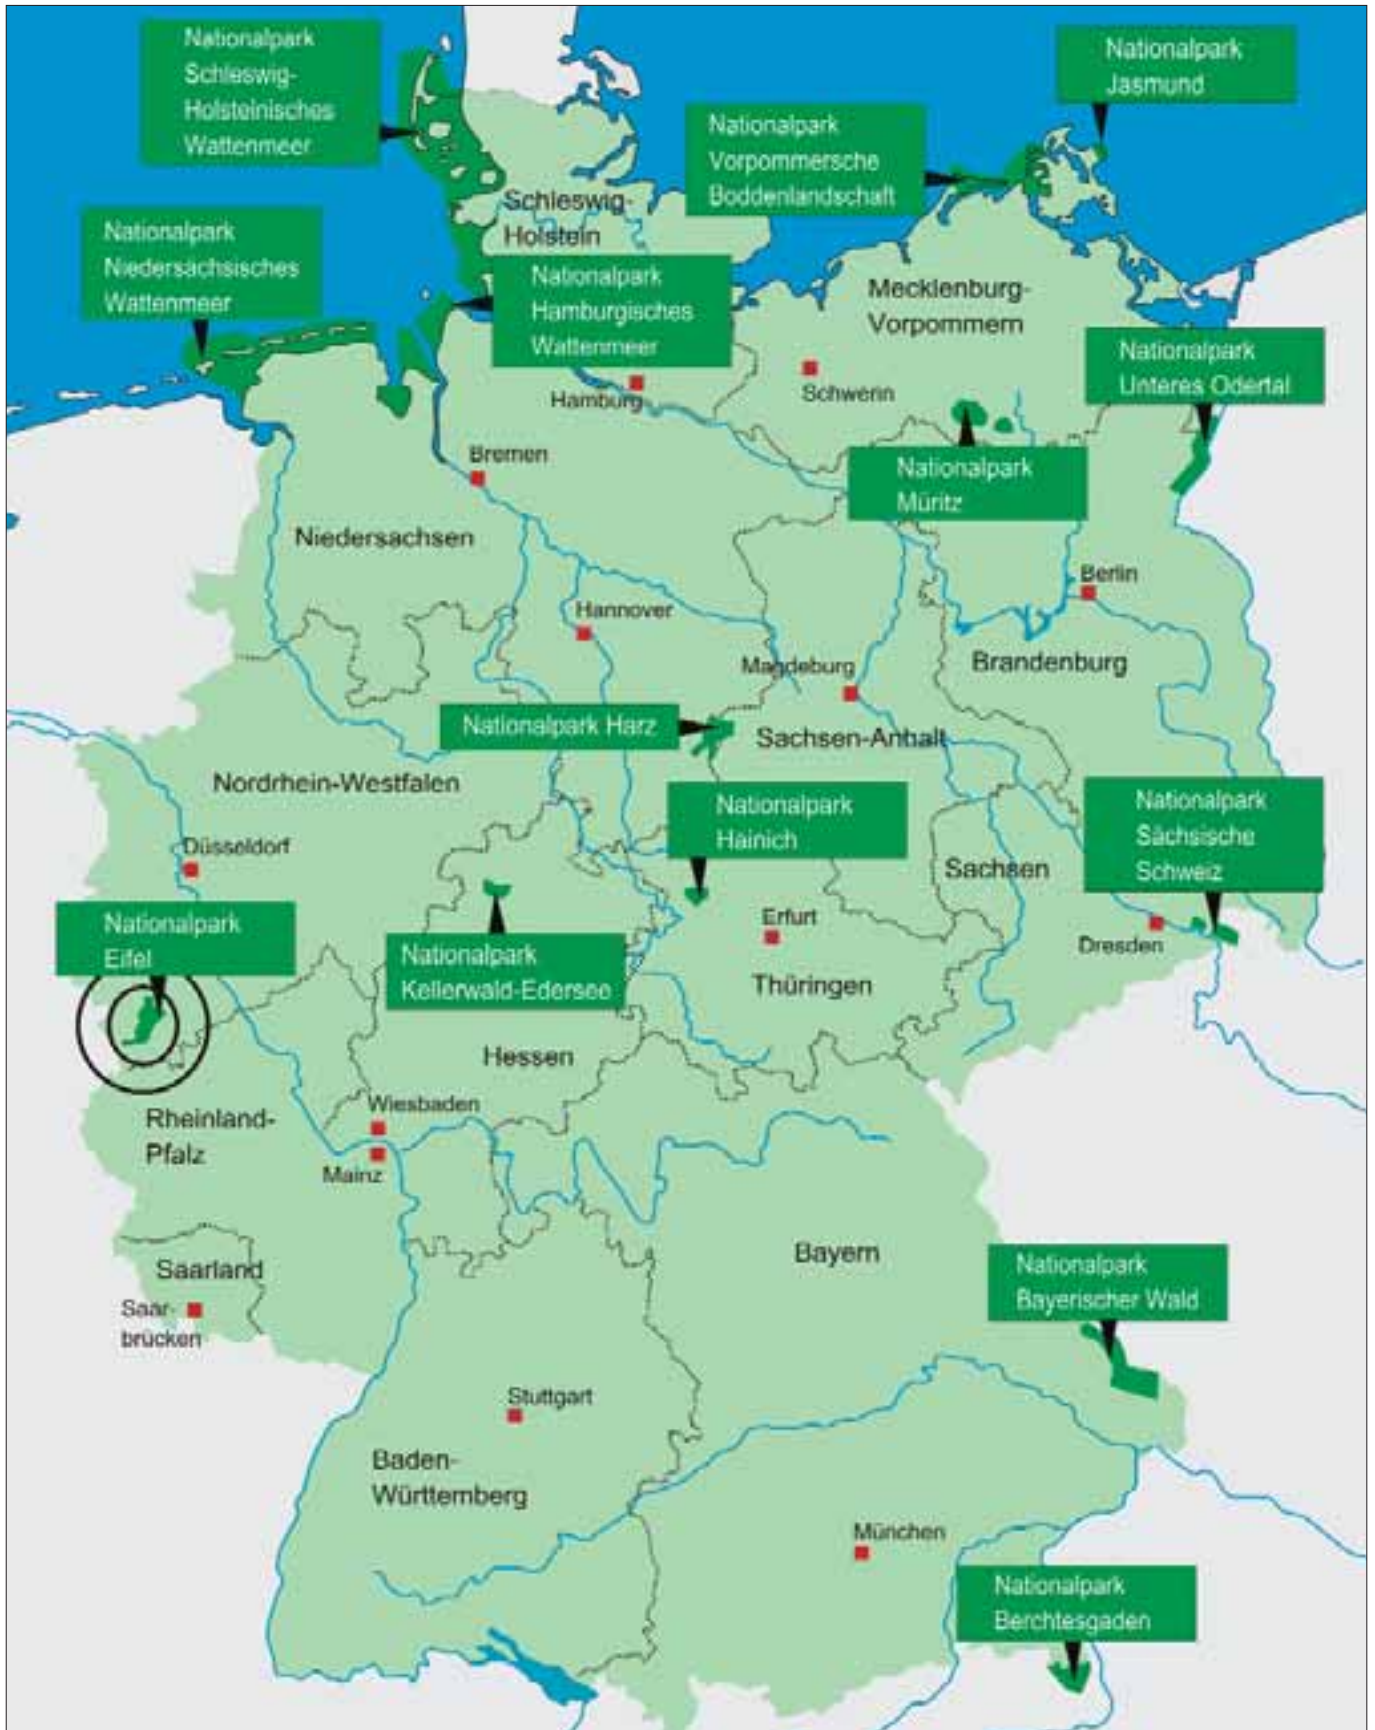 Nationalpark
Schleswig-
Holsteinisches
Wattenmeer
Nationalpark
Jasmund
Nationalpark
Vorpommersche
Boddenlandschaft
Schleswig-
Holstein
Nationalpark
Niedersächsisches
Wattenmeer
Nationalpark
Hamburgisches
Wattenmeer
Mecklenburg-
Vorpommern
Nationalpark
Unteres Odertal
Schwerin
Hamburg
Bremen
Nationalpark
Müritz
Niedersachsen
Berlin
Hannover
Magdeburg
Brandenburg
Nationalpark Harz
Sachsen-Anhalt
Nordrhein-Westfalen
Nationalpark
Hainich
Nationalpark
Sächsische
Schweiz
Düsseldorf
Sachsen
Nationalpark
Eifel
Erfurt
Dresden
Nationalpark
Kellerwald-Edersee
Thüringen
Hessen
Rheinland-
Pfalz
Wiesbaden
Mainz
Bayern
Saarland
Saar-
brücken
Nationalpark
Bayerischer Wald
Stuttgart
Baden-
Württemberg
München
Nationalpark
Berchtesgaden